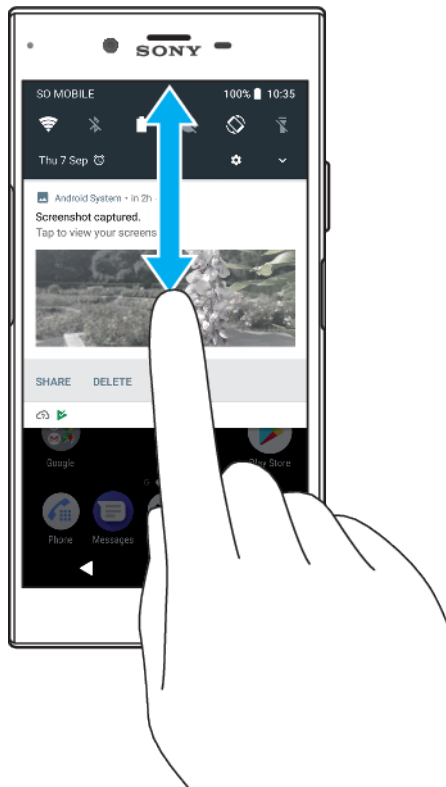 SONY
SO MOBILE 100% 10:35
Thu 7 Sep
Android System • in 2h
Screenshot captured.
Tap to view your screens
SHARE DELETE
Google Play Store
G
Phone Messages